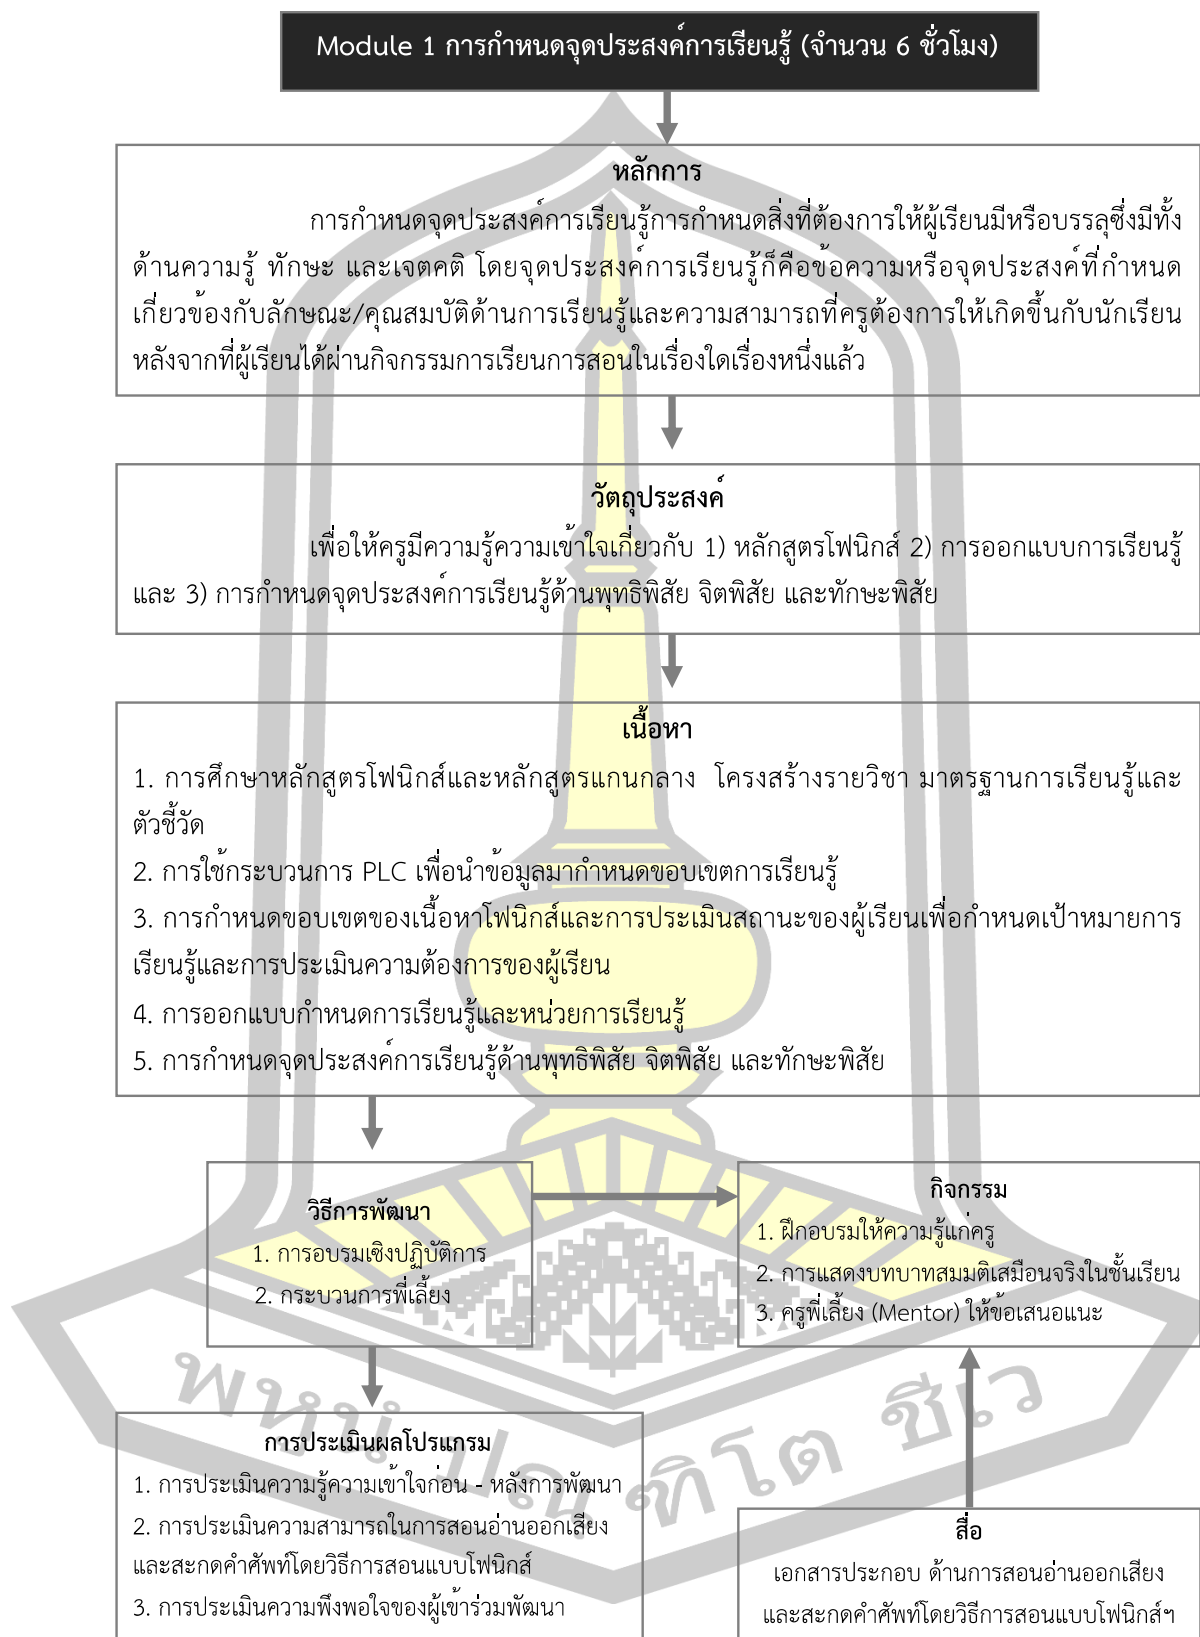 Module 1 การกำหนดจุดประสงค์การเรียนรู้ (จำนวน 6 ชั่วโมง)
หลักการ
การกำหนดจุดประสงค์การเรียนรู้การกำหนดสิ่งที่ต้องการให้ผู้เรียนมีหรือบรรลุซึ่งมีทั้ง
ด้านความรู้ ทักษะ และเจตคติ โดยจุดประสงค์การเรียนรู้ก็คือข้อความหรือจุดประสงค์ที่กำหนด
เกี่ยวข้องกับลักษณะ/คุณสมบัติด้านการเรียนรู้และความสามารถที่ครูต้องการให้เกิดขึ้นกับนักเรียน
หลังจากที่ผู้เรียนได้ผ่านกิจกรรมการเรียนการสอนในเรื่องใดเรื่องหนึ่งแล้ว
วัตถุประสงค์
เพื่อให้ครูมีความรู้ความเข้าใจเกี่ยวกับ 1) หลักสูตรโฟนิกส์ 2) การออกแบบการเรียนรู้
และ 3) การกำหนดจุดประสงค์การเรียนรู้ด้านพุทธิพิสัย จิตพิสัย และทักษะพิสัย
เนื้อหา
1. การศึกษาหลักสูตรโฟนิกส์และหลักสูตรแกนกลาง โครงสร้างรายวิชา มาตรฐานการเรียนรู้และ
ตัวชี้วัด
2. การใช้กระบวนการ PLC เพื่อนำข้อมูลมากำหนดขอบเขตการเรียนรู้
3. การกำหนดขอบเขตของเนื้อหาโฟนิกส์และการประเมินสถานะของผู้เรียนเพื่อกำหนดเป้าหมายการ
เรียนรู้และการประเมินความต้องการของผู้เรียน
4. การออกแบบกำหนดการเรียนรู้และหน่วยการเรียนรู้
5. การกำหนดจุดประสงค์การเรียนรู้ด้านพุทธิพิสัย จิตพิสัย และทักษะพิสัย
วิธีการพัฒนา
1. การอบรมเชิงปฏิบัติการ
2. กระบวนการพี่เลี้ยง
กิจกรรม
1. ฝึกอบรมให้ความรู้แก่ครู
2. การแสดงบทบาทสมมติเสมือนจริงในชั้นเรียน
3. ครูพี่เลี้ยง (Mentor) ให้ข้อเสนอแนะ
การประเมินผลโปรแกรม
1. การประเมินความรู้ความเข้าใจก่อน - หลังการพัฒนา
2. การประเมินความสามารถในการสอนอ่านออกเสียง
และสะกดคำศัพท์โดยวิธีการสอนแบบโฟนิกส์
3. การประเมินความพึงพอใจของผู้เข้าร่วมพัฒนา
สื่อ
เอกสารประกอบ ด้านการสอนอ่านออกเสียง
และสะกดคำศัพท์โดยวิธีการสอนแบบโฟนิกส์ฯ
พหุนํ ปณฺฑิโต ชีเว